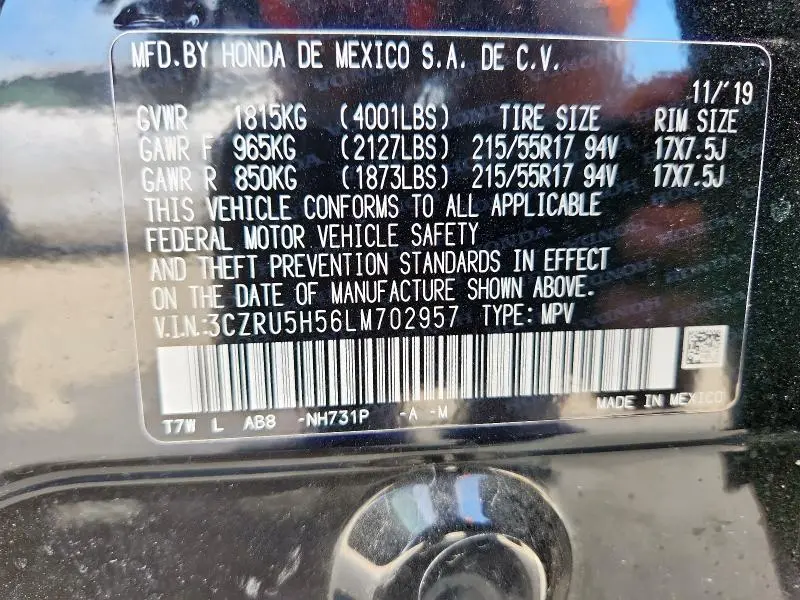 MFD. BY HONDA DE MEXICO S.A. DE C.V.
11/'19
GVWR 1815KG (4001LBS) TIRE SIZE RIM SIZE
GAWR F 965KG (2127LBS) 215/55R17 94V 17X7.5J
GAWR R 850KG (1873LBS) 215/55R17 94V 17X7.5J
THIS VEHICLE CONFORMS TO ALL APPLICABLE
FEDERAL MOTOR VEHICLE SAFETY
AND THEFT PREVENTION STANDARDS IN EFFECT
ON THE DATE OF MANUFACTURE SHOWN ABOVE.
V.I.N:3CZRU5H56LM702957 TYPE: MPV
T7W L AB8 -NH731P -A -M MADE IN MEXICO